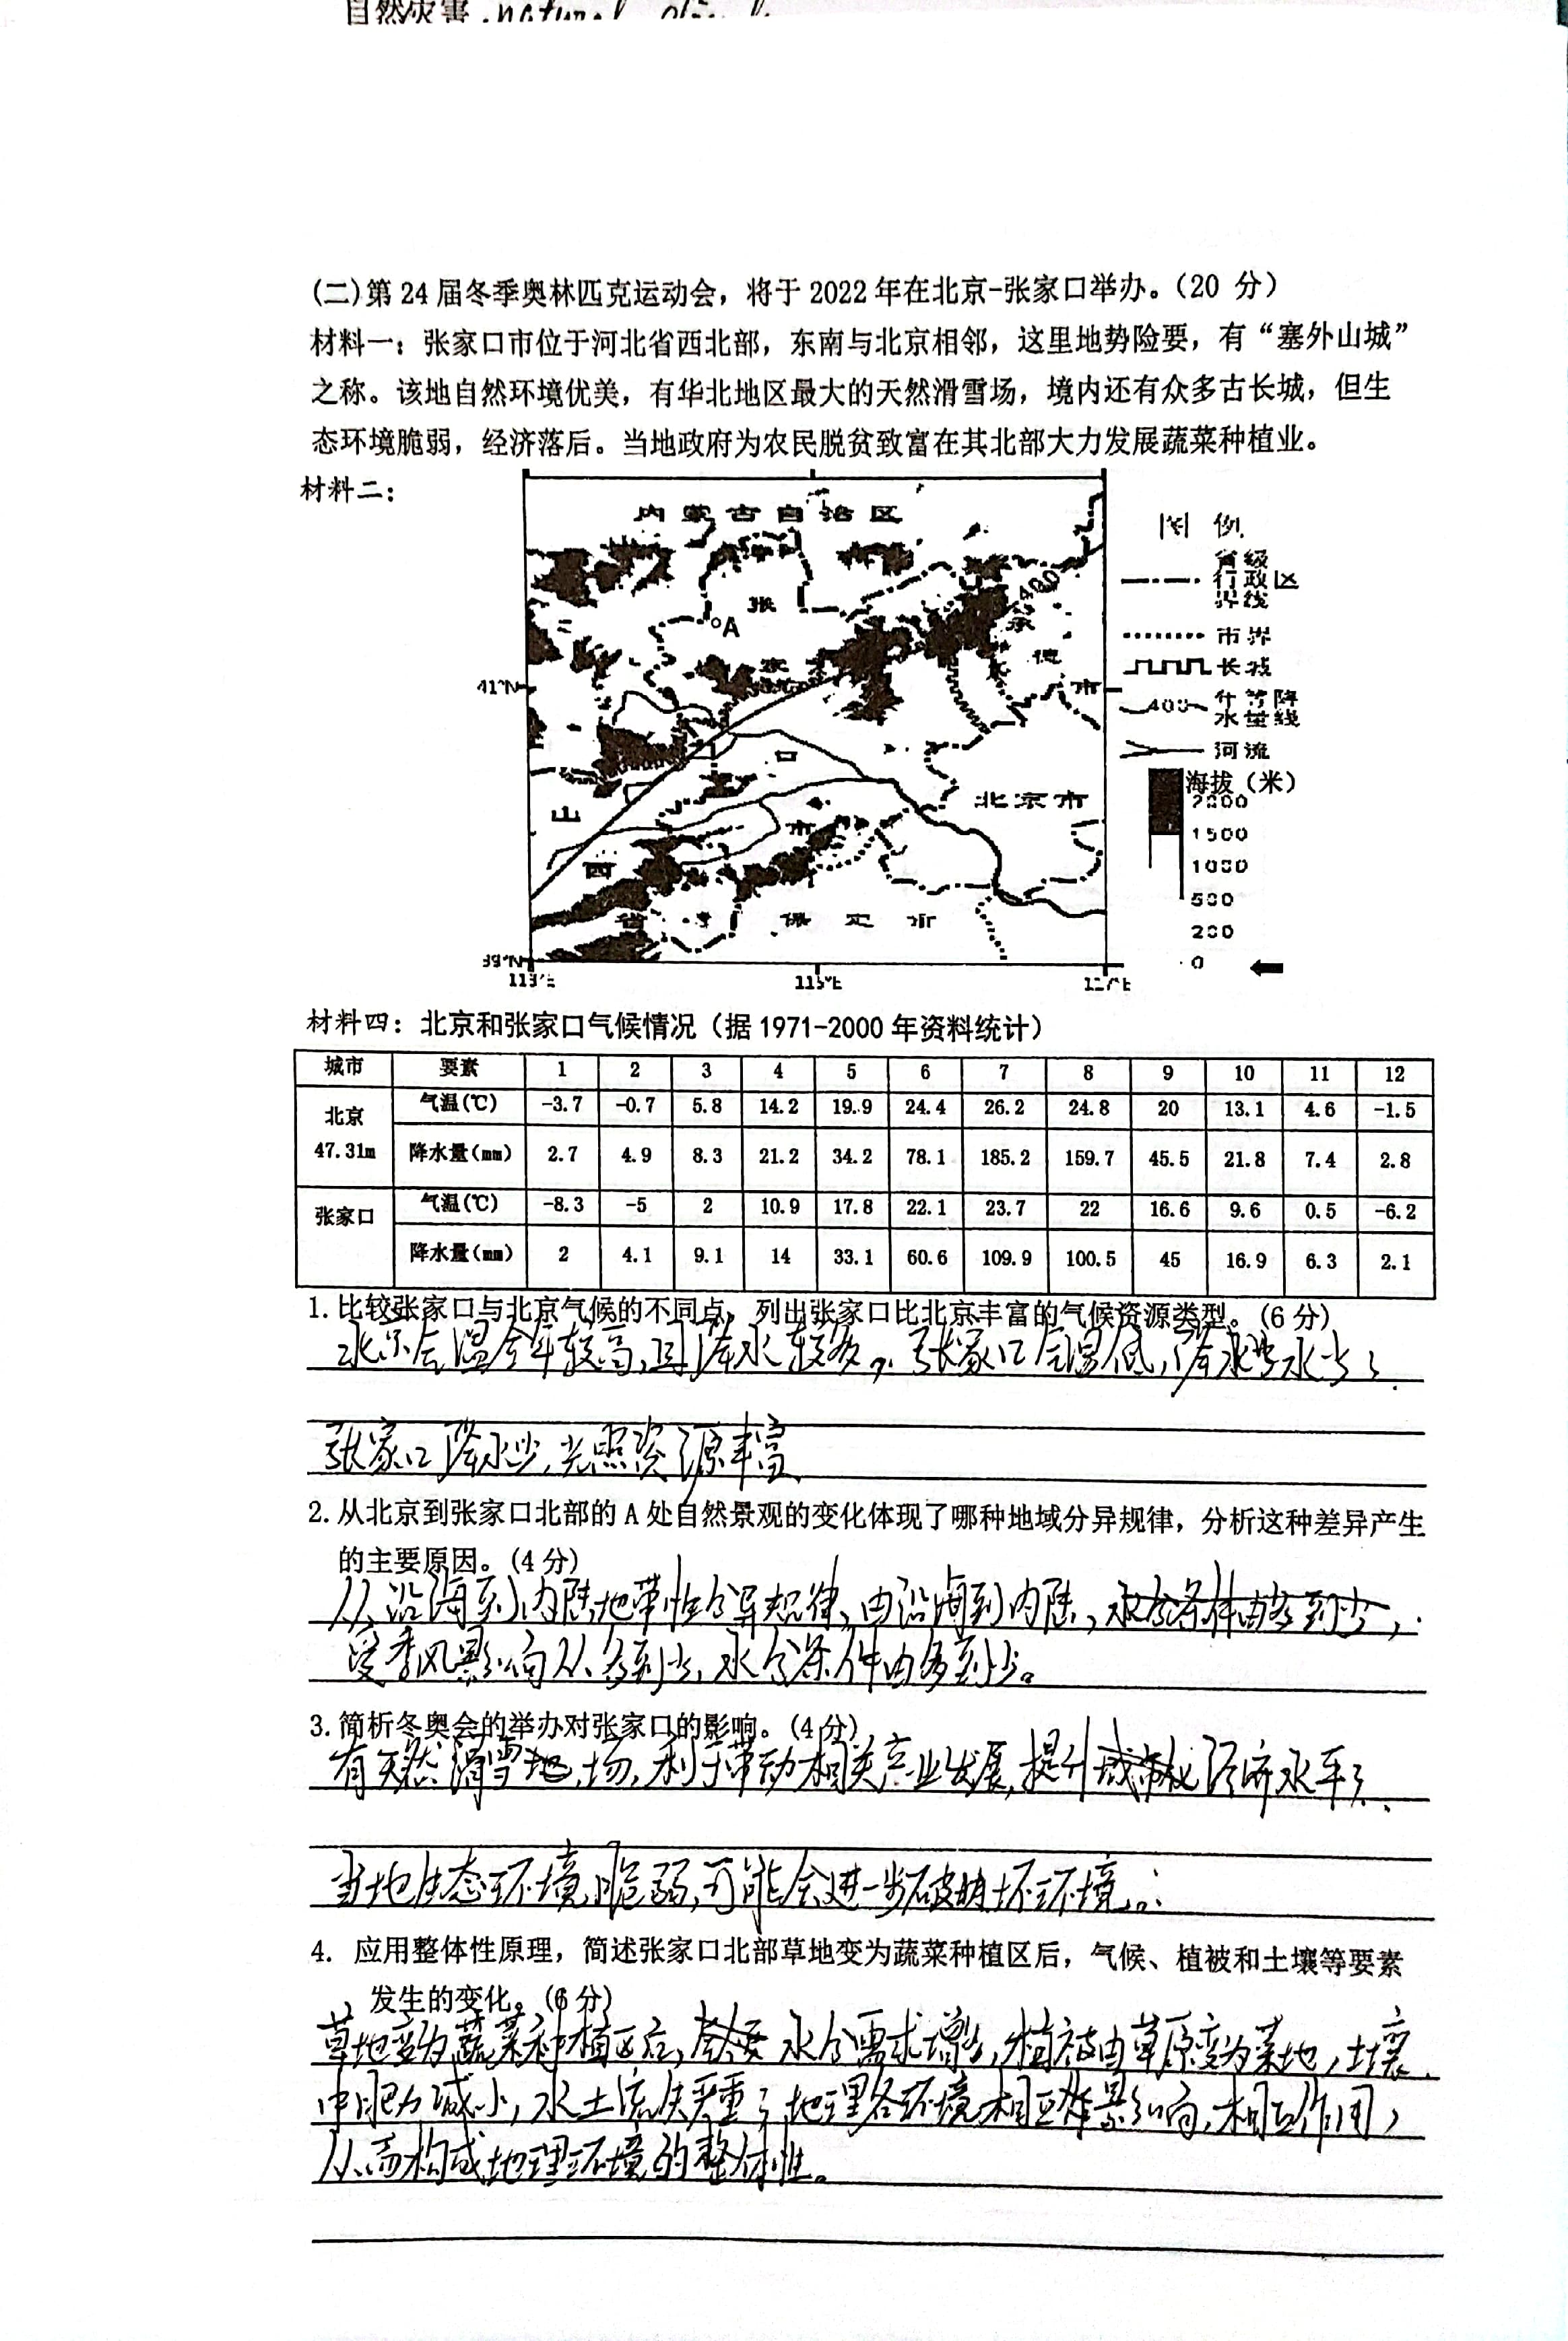 自然灾害. natural
(二)第 24 届冬季奥林匹克运动会，将于 2022 年在北京-张家口举办。（20 分）
材料一：张家口市位于河北省西北部，东南与北京相邻，这里地势险要，有“塞外山城”
之称。该地自然环境优美，有华北地区最大的天然滑雪场，境内还有众多古长城，但生
态环境脆弱，经济落后。当地政府为农民脱贫致富在其北部大力发展蔬菜种植业。
材料二：
内蒙古自治区
张
A
家
承
德
市
400
41°N
口
北京市
山
市
西
省
保 定 市
39°N
113°E
115°E
117°E
图 例
省级
行政区
界线
市界
长城
400 年等降
水量线
河流
海拔（米）
2000
1500
1000
500
200
0
材料四：北京和张家口气候情况（据 1971-2000 年资料统计）
城市 要素 1 2 3 4 5 6 7 8 9 10 11 12
北京
47.31m
气温(℃) -3.7 -0.7 5.8 14.2 19.9 24.4 26.2 24.8 20 13.1 4.6 -1.5
降水量(mm) 2.7 4.9 8.3 21.2 34.2 78.1 185.2 159.7 45.5 21.8 7.4 2.8
张家口
气温(℃) -8.3 -5 2 10.9 17.8 22.1 23.7 22 16.6 9.6 0.5 -6.2
降水量(mm) 2 4.1 9.1 14 33.1 60.6 109.9 100.5 45 16.9 6.3 2.1
1. 比较张家口与北京气候的不同点，列出张家口比北京丰富的气候资源类型。(6 分)
北京气温全年较高，且降水较多，张家口气温低，降水少；
张家口降水少，光照资源丰富
2. 从北京到张家口北部的 A 处自然景观的变化体现了哪种地域分异规律，分析这种差异产生
的主要原因。(4 分)
从沿海到内陆地带性分异规律，由沿海到内陆，水分条件由多到少，
受季风影响从多到少，水分条件由多到少。
3. 简析冬奥会的举办对张家口的影响。(4 分)
有天然滑雪场，利于带动相关产业发展，提升城市经济水平；
当地生态环境脆弱，可能会进一步破坏环境。
4. 应用整体性原理，简述张家口北部草地变为蔬菜种植区后，气候、植被和土壤等要素
发生的变化。(6 分)
草地变为蔬菜种植区后，水分需求增多，植被由草原变为菜地，土壤
中肥力减小，水土流失严重；地理各环境相互影响，相互作用，
从而构成地理环境的整体性。